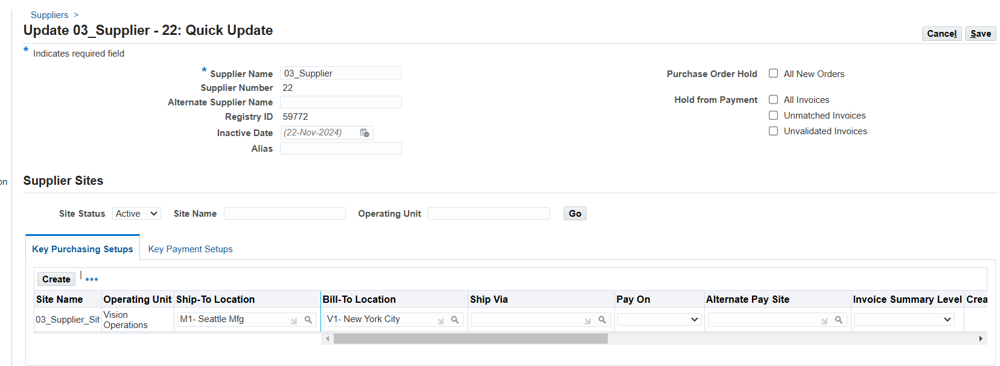 Suppliers >
Update 03_Supplier - 22: Quick Update
Cancel Save
* Indicates required field
* Supplier Name 03_Supplier
Purchase Order Hold All New Orders
Supplier Number 22
Alternate Supplier Name
Hold from Payment All Invoices
Registry ID 59772
Unmatched Invoices
Inactive Date (22-Nov-2024)
Unvalidated Invoices
Alias
on
Supplier Sites
Site Status Active Site Name Operating Unit Go
Key Purchasing Setups Key Payment Setups
Create
Site Name Operating Unit Ship-To Location Bill-To Location Ship Via Pay On Alternate Pay Site Invoice Summary Level Crea
03_Supplier_Sit Vision Operations M1- Seattle Mfg V1- New York City